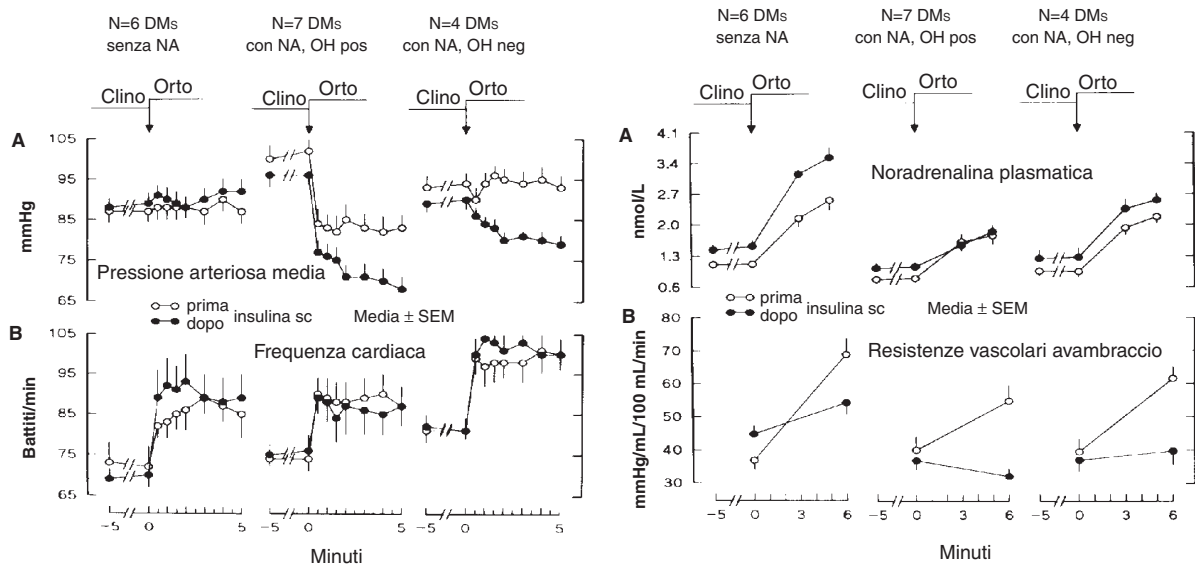 N=6 DMs
senza NA
N=7 DMs
con NA, OH pos
N=4 DMs
con NA, OH neg
Clino Orto
Clino Orto
Clino Orto
A
105
95
85
75
65
mmHg
Pressione arteriosa media
prima
dopo
insulina sc
Media ± SEM
B
105
95
85
75
65
Battiti/min
Frequenza cardiaca
−5 0 5
−5 0 5
−5 0 5
Minuti
N=6 DMs
senza NA
N=7 DMs
con NA, OH pos
N=4 DMs
con NA, OH neg
Clino Orto
Clino Orto
Clino Orto
A
4.1
3.4
2.7
2.0
1.3
0.6
nmol/L
Noradrenalina plasmatica
prima
dopo
insulina sc
Media ± SEM
B
80
70
60
50
40
30
mmHg/mL/100 mL/min
Resistenze vascolari avambraccio
−5 0 3 6
−5 0 3 6
−5 0 3 6
Minuti